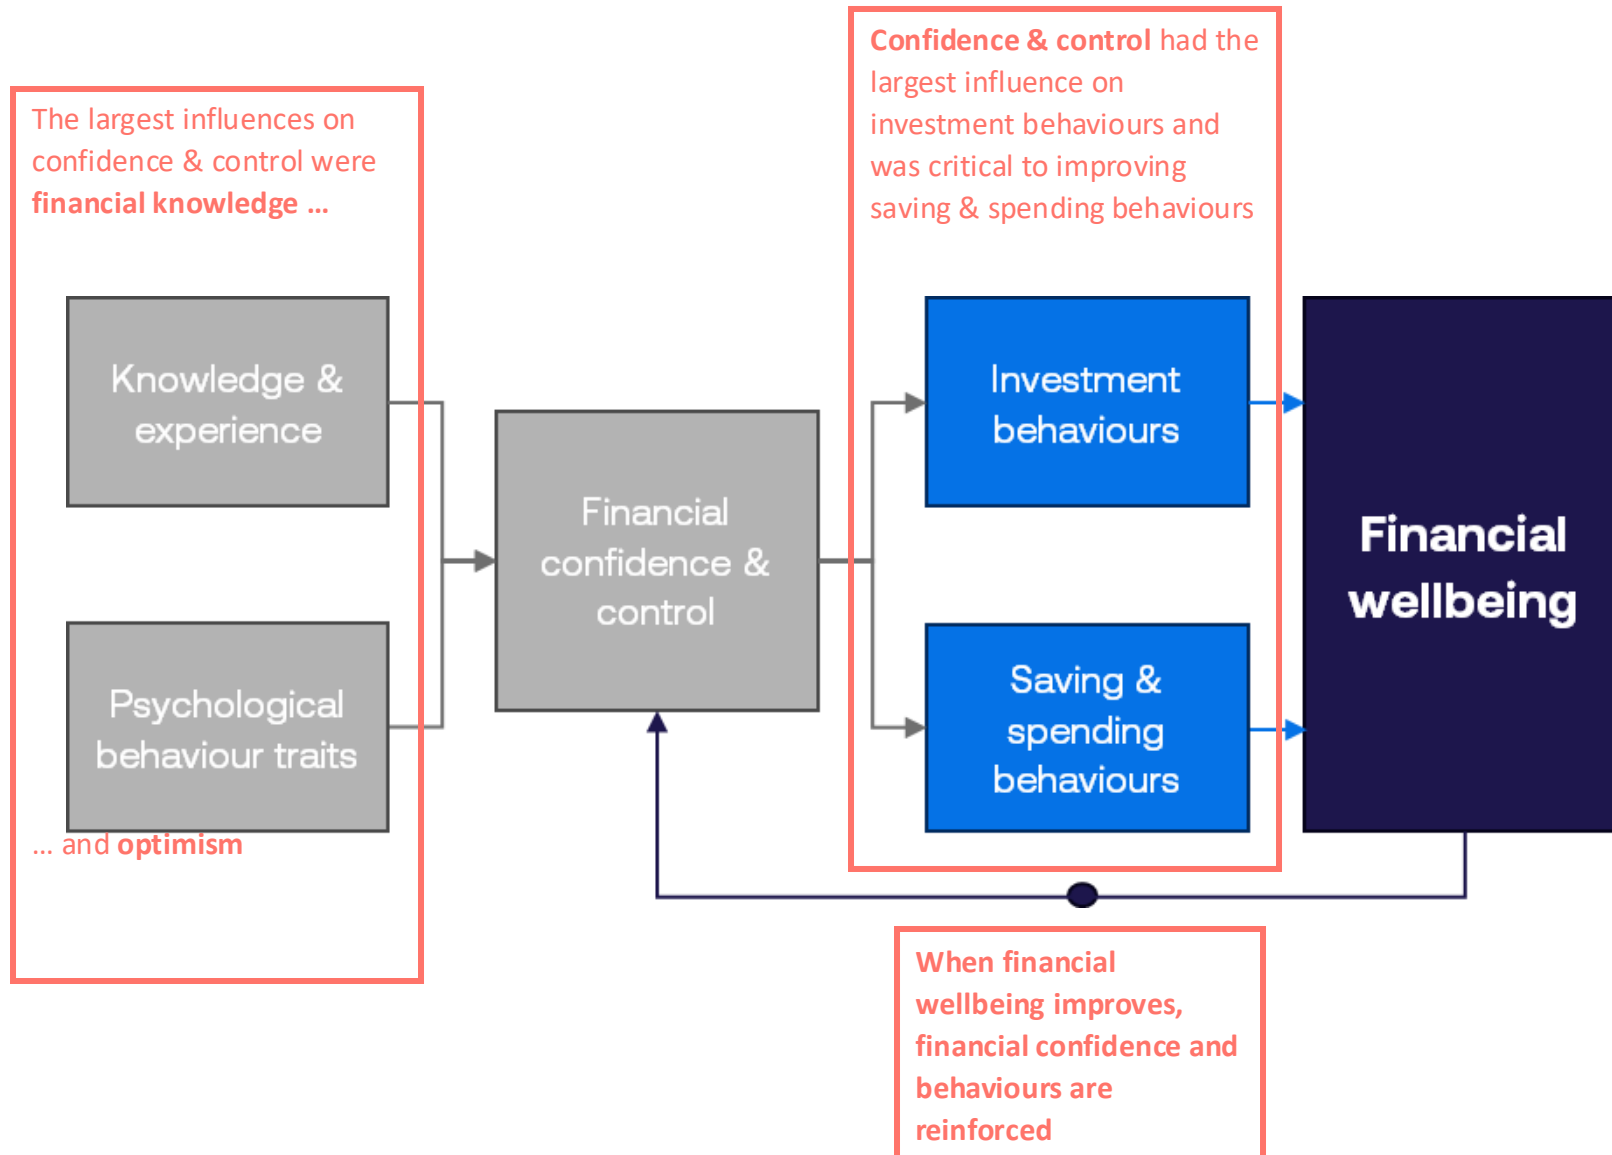 The largest influences on
confidence & control were
financial knowledge ...
Knowledge &
experience
Psychological
behaviour traits
... and optimism
Financial
confidence &
control
Confidence & control had the
largest influence on
investment behaviours and
was critical to improving
saving & spending behaviours
Investment
behaviours
Saving &
spending
behaviours
Financial
wellbeing
When financial
wellbeing improves,
financial confidence and
behaviours are
reinforced